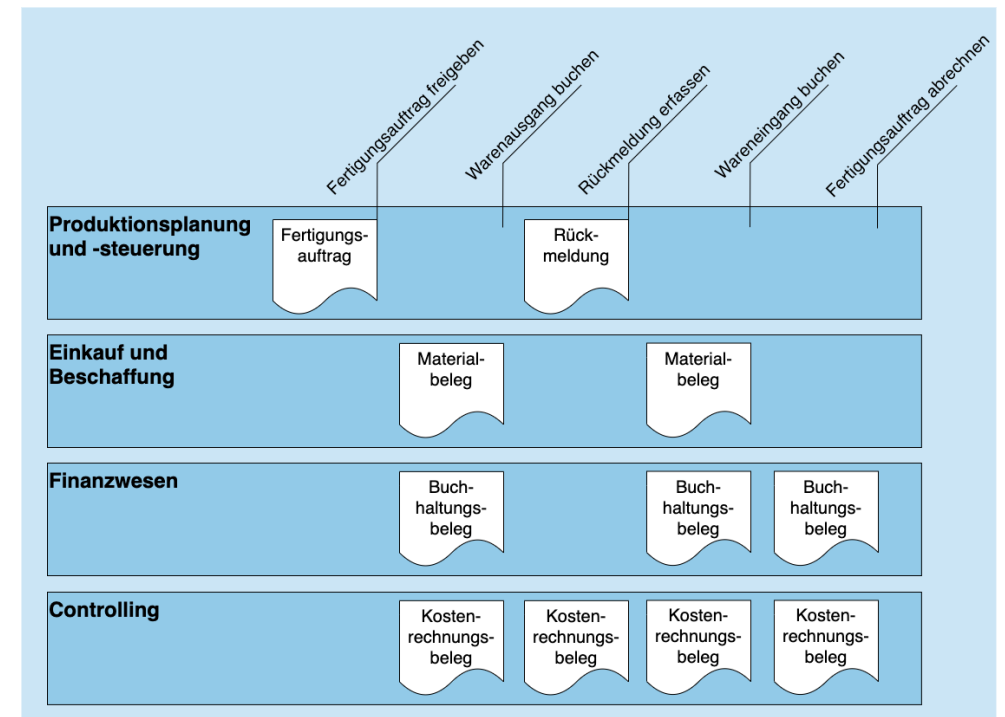 Fertigungsauftrag freigeben
Warenausgang buchen
Rückmeldung erfassen
Wareneingang buchen
Fertigungsauftrag abrechnen
Produktionsplanung
und -steuerung
Fertigungs-
auftrag
Rück-
meldung
Einkauf und
Beschaffung
Material-
beleg
Material-
beleg
Finanzwesen
Buch-
haltungs-
beleg
Buch-
haltungs-
beleg
Buch-
haltungs-
beleg
Controlling
Kosten-
rechnungs-
beleg
Kosten-
rechnungs-
beleg
Kosten-
rechnungs-
beleg
Kosten-
rechnungs-
beleg